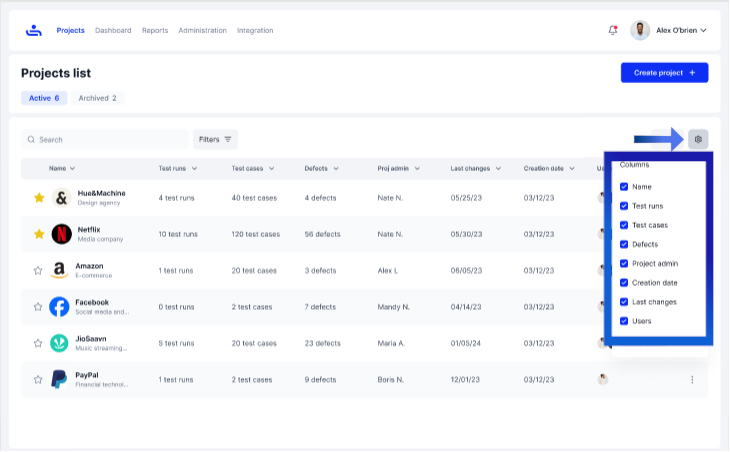 Projects Dashboard Reports Administration Integration Alex O'brien
Projects list Create project +
Active 6 Archived 2
Search Filters
Columns
Name Test runs Test cases Defects Proj admin Last changes Creation date
Hue&Machine
Design agency
4 test runs 40 test cases 4 defects Nate N. 05/25/23 03/12/23
Netflix
Media company
10 test runs 120 test cases 56 defects Nate N. 05/30/23 03/12/23
Amazon
E-commerce
1 test runs 20 test cases 3 defects Alex L 06/05/23 03/12/23
Facebook
Social media and...
0 test runs 2 test cases 7 defects Mandy N. 04/14/23 03/12/23
JioSaavn
Music streaming...
5 test runs 20 test cases 23 defects Maria A. 01/05/24 03/12/23
PayPal
Financial technol...
1 test runs 2 test cases 9 defects Boris N. 12/01/23 03/12/23
Name
Test runs
Test cases
Defects
Project admin
Creation date
Last changes
Users